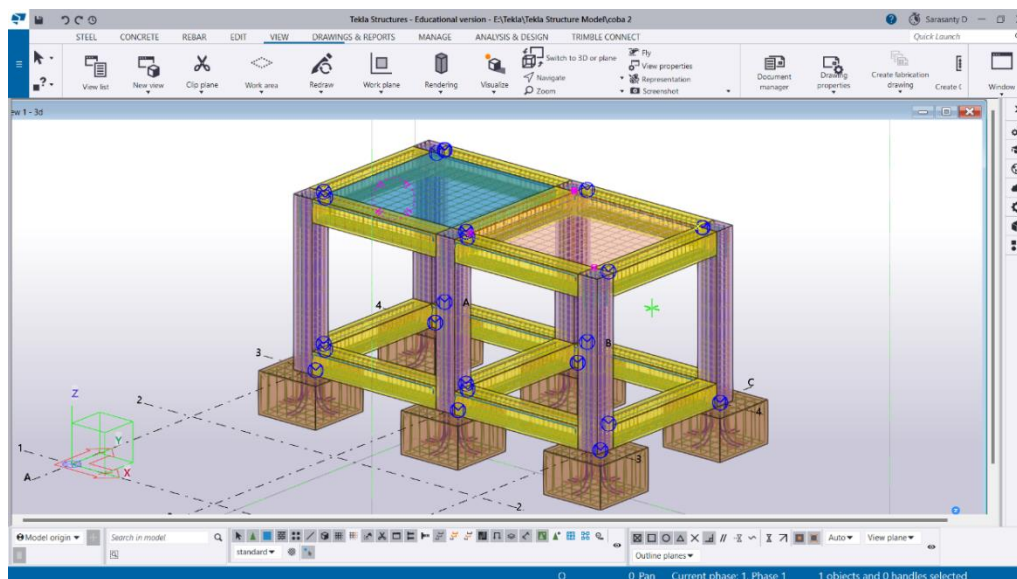 Tekla Structures - Educational version - E:\Tekla\Tekla Structure Model\coba 2
Sarasanty D
STEEL CONCRETE REBAR EDIT VIEW DRAWINGS & REPORTS MANAGE ANALYSIS & DESIGN TRIMBLE CONNECT Quick Launch
View list
New view
Clip plane
Work area
Redraw
Work plane
Rendering
Visualize
Switch to 3D or plane
Navigate
Zoom
Fly
View properties
Representation
Screenshot
Document
manager
Drawing
properties
Create fabrication
drawing
Window
ew 1 - 3d
4
A
3
B
2
C
4
Z
1
Y
3
X
A
2
Model origin
Search in model
standard
Auto
View plane
Outline planes
O 0 Pan Current phase: 1, Phase 1 1 objects and 0 handles selected